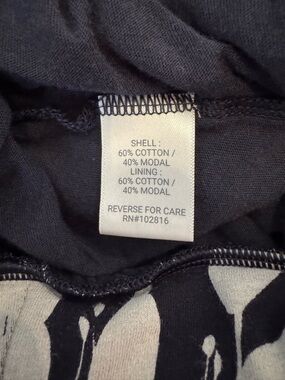 SHELL :
60% COTTON /
40% MODAL
LINING :
60% COTTON /
40% MODAL
REVERSE FOR CARE
RN#102816